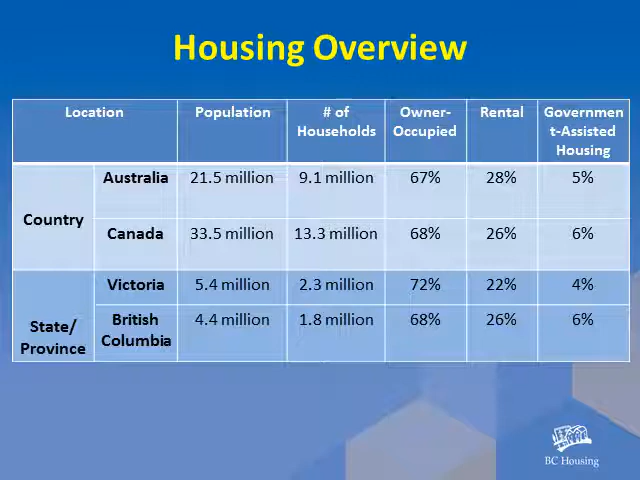 Housing Overview
Location Population # of Households Owner-Occupied Rental Governmen t-Assisted Housing
Country Australia 21.5 million 9.1 million 67% 28% 5%
Canada 33.5 million 13.3 million 68% 26% 6%
State/ Province Victoria 5.4 million 2.3 million 72% 22% 4%
British Columbia 4.4 million 1.8 million 68% 26% 6%
BC Housing